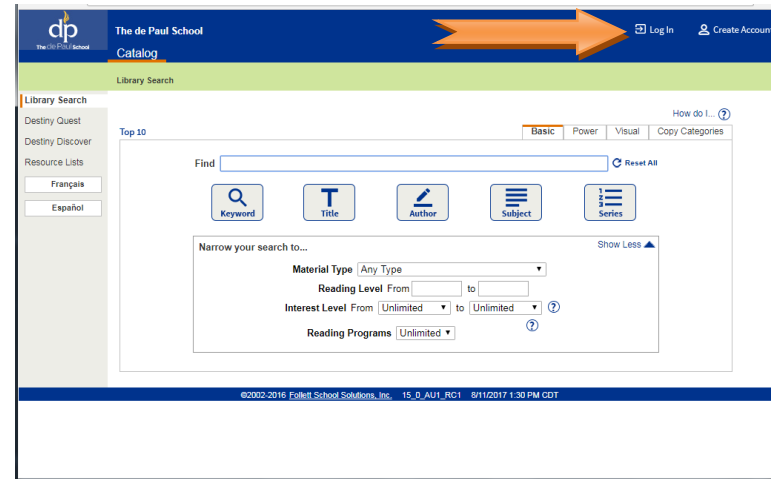 dp
The de Paul School
The de Paul School
Catalog
Log In
Create Account
Library Search
Library Search
Destiny Quest
Destiny Discover
Resource Lists
Français
Español
How do I... ?
Top 10
Basic Power Visual Copy Categories
Find
Reset All
Keyword
T
Title
Author
Subject
1
2
3
Series
Narrow your search to...
Show Less
Material Type Any Type
Reading Level From to
Interest Level From Unlimited to Unlimited ?
Reading Programs Unlimited ?
©2002-2016 Follett School Solutions, Inc. 15_0_AU1_RC1 8/11/2017 1:30 PM CDT